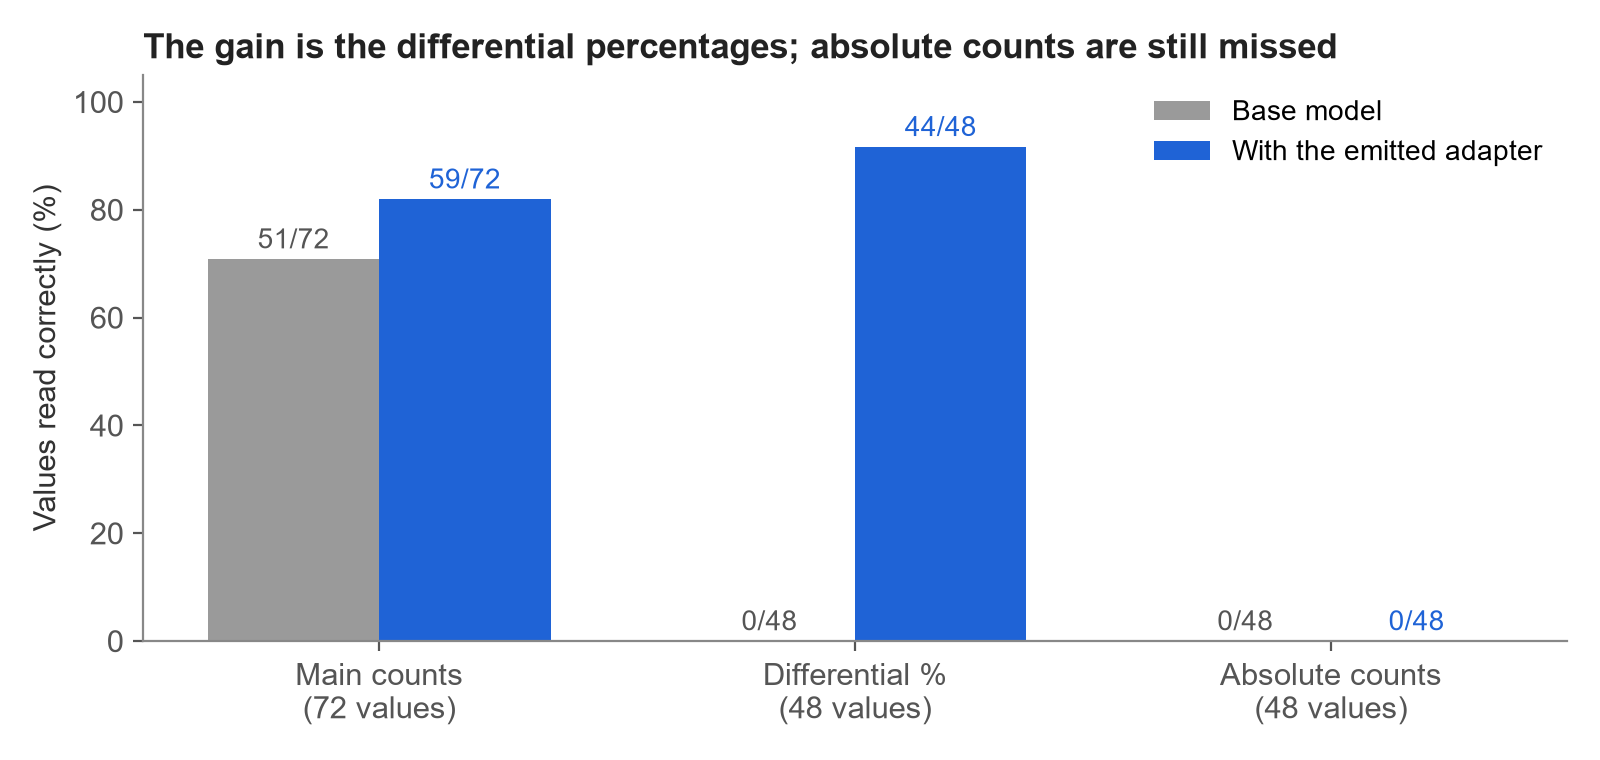 The gain is the differential percentages; absolute counts are still missed
Values read correctly (%)
100
80
60
40
20
0
51/72
59/72
0/48
44/48
0/48
0/48
Base model
With the emitted adapter
Main counts
(72 values)
Differential %
(48 values)
Absolute counts
(48 values)